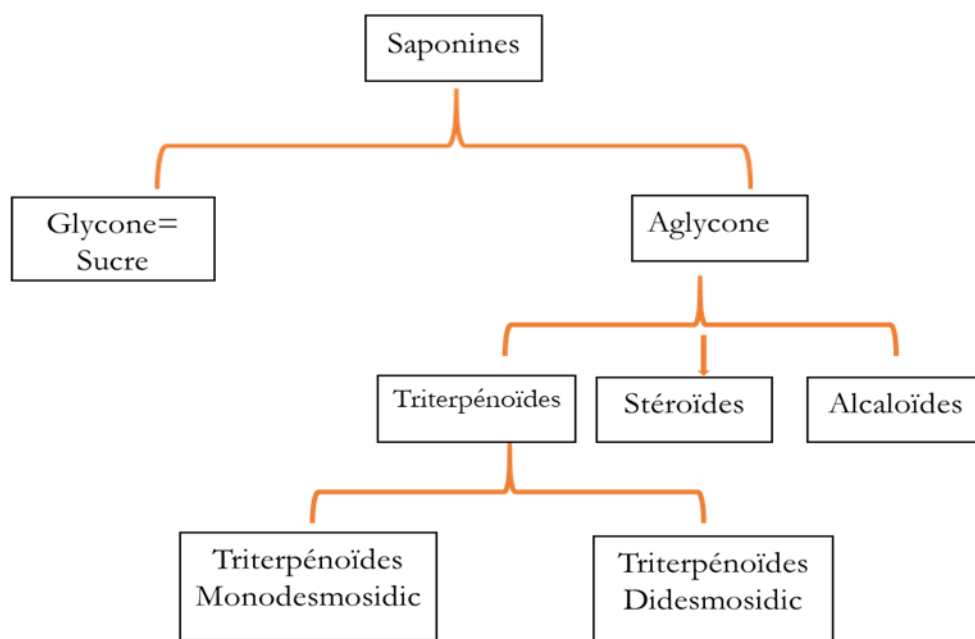 Saponines
Glycone=
Sucre
Aglycone
Triterpénoïdes
Stéroïdes
Alcaloïdes
Triterpénoïdes
Monodesmosidic
Triterpénoïdes
Didesmosidic